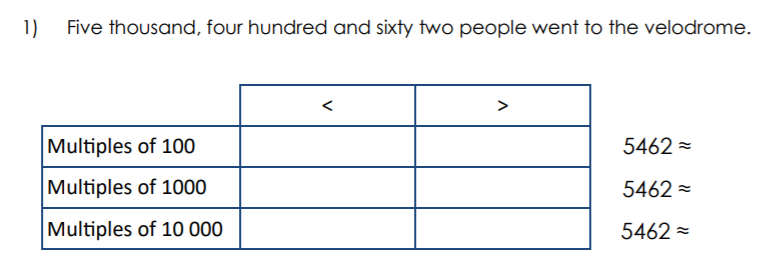 1) Five thousand, four hundred and sixty two people went to the velodrome.
< >
Multiples of 100 5462 ≈
Multiples of 1000 5462 ≈
Multiples of 10 000 5462 ≈